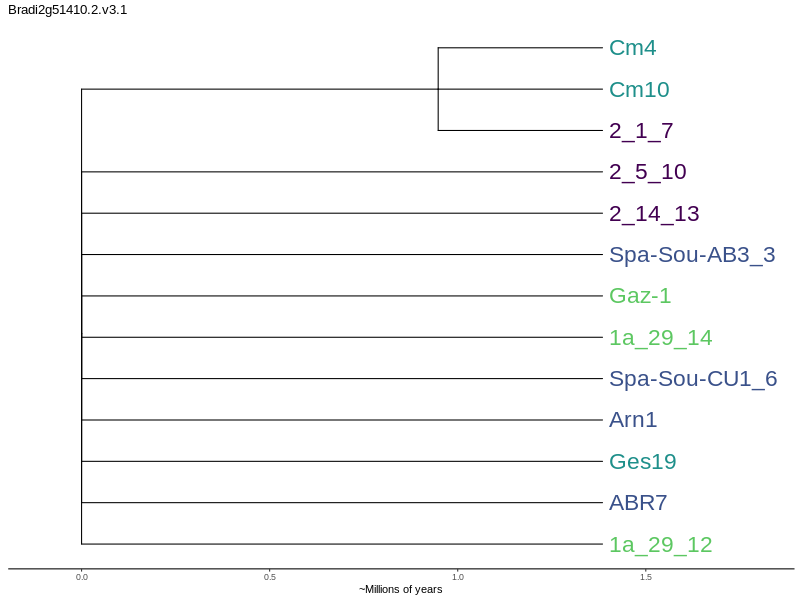 Bradi2g51410.2.v3.1
Cm4
Cm10
2_1_7
2_5_10
2_14_13
Spa-Sou-AB3_3
Gaz-1
1a_29_14
Spa-Sou-CU1_6
Arn1
Ges19
ABR7
1a_29_12
0.0 0.5 1.0 1.5
~Millions of years